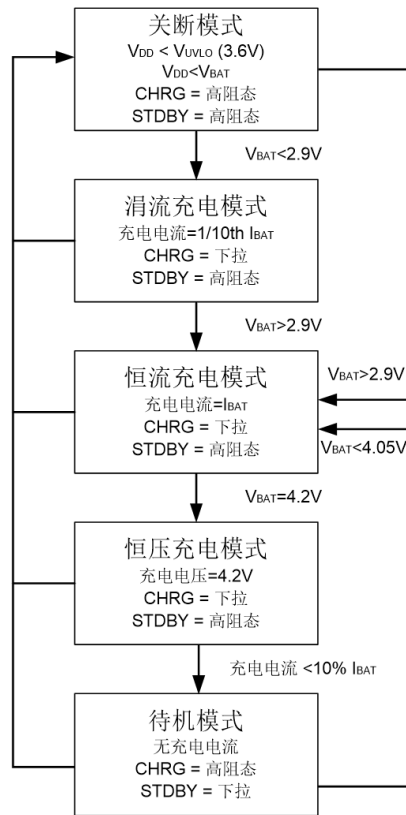 关断模式
VDD < VUVLO (3.6V)
VDD<VBAT
CHRG = 高阻态
STDBY = 高阻态
VBAT<2.9V
涓流充电模式
充电电流=1/10th IBAT
CHRG = 下拉
STDBY = 高阻态
VBAT>2.9V
恒流充电模式
充电电流=IBAT
CHRG = 下拉
STDBY = 高阻态
VBAT>2.9V
VBAT<4.05V
VBAT=4.2V
恒压充电模式
充电电压=4.2V
CHRG = 下拉
STDBY = 高阻态
充电电流 <10% IBAT
待机模式
无充电电流
CHRG = 高阻态
STDBY = 下拉